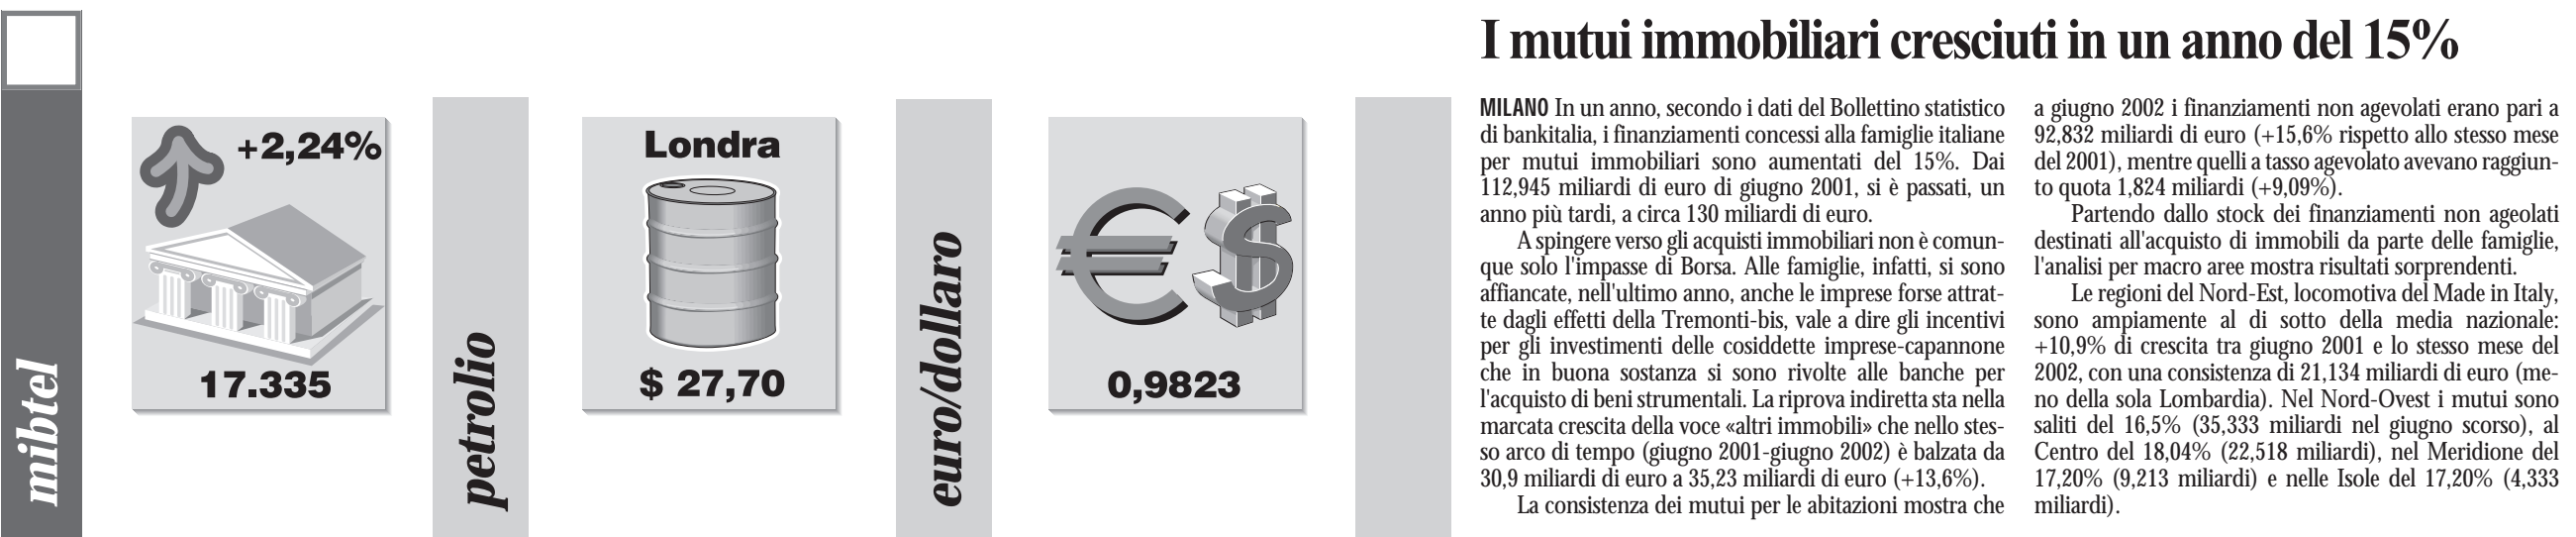 mibtel
+2,24%
17.335
petrolio
Londra
$ 27,70
euro/dollaro
0,9823
I mutui immobiliari cresciuti in un anno del 15%
MILANO In un anno, secondo i dati del Bollettino statistico
di bankitalia, i finanziamenti concessi alla famiglie italiane
per mutui immobiliari sono aumentati del 15%. Dai
112,945 miliardi di euro di giugno 2001, si è passati, un
anno più tardi, a circa 130 miliardi di euro.
A spingere verso gli acquisti immobiliari non è comun-
que solo l'impasse di Borsa. Alle famiglie, infatti, si sono
affiancate, nell'ultimo anno, anche le imprese forse attrat-
te dagli effetti della Tremonti-bis, vale a dire gli incentivi
per gli investimenti delle cosiddette imprese-capannone
che in buona sostanza si sono rivolte alle banche per
l'acquisto di beni strumentali. La riprova indiretta sta nella
marcata crescita della voce «altri immobili» che nello stes-
so arco di tempo (giugno 2001-giugno 2002) è balzata da
30,9 miliardi di euro a 35,23 miliardi di euro (+13,6%).
La consistenza dei mutui per le abitazioni mostra che
a giugno 2002 i finanziamenti non agevolati erano pari a
92,832 miliardi di euro (+15,6% rispetto allo stesso mese
del 2001), mentre quelli a tasso agevolato avevano raggiun-
to quota 1,824 miliardi (+9,09%).
Partendo dallo stock dei finanziamenti non ageolati
destinati all'acquisto di immobili da parte delle famiglie,
l'analisi per macro aree mostra risultati sorprendenti.
Le regioni del Nord-Est, locomotiva del Made in Italy,
sono ampiamente al di sotto della media nazionale:
+10,9% di crescita tra giugno 2001 e lo stesso mese del
2002, con una consistenza di 21,134 miliardi di euro (me-
no della sola Lombardia). Nel Nord-Ovest i mutui sono
saliti del 16,5% (35,333 miliardi nel giugno scorso), al
Centro del 18,04% (22,518 miliardi), nel Meridione del
17,20% (9,213 miliardi) e nelle Isole del 17,20% (4,333
miliardi).